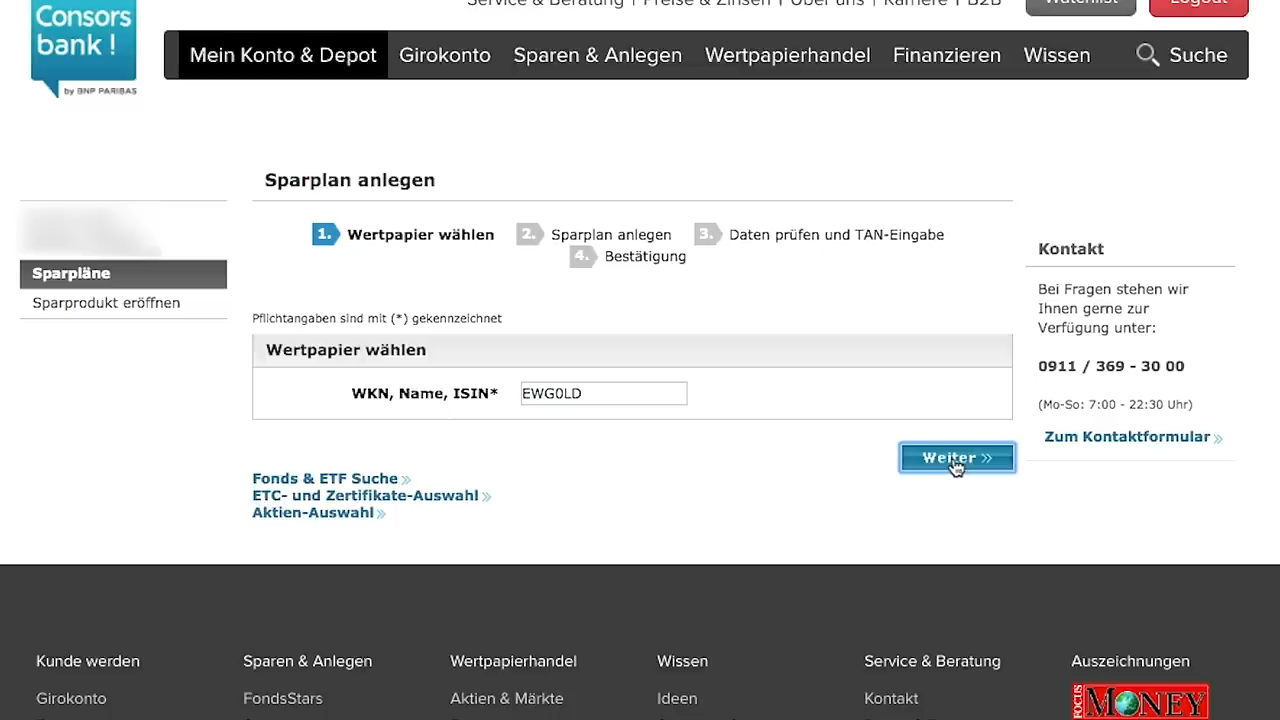 Service & Beratung | Preise & Zinsen | Über uns | Karriere | B2B
Watchlist
Logout
Consors
bank !
by BNP PARIBAS
Mein Konto & Depot
Girokonto
Sparen & Anlegen
Wertpapierhandel
Finanzieren
Wissen
Suche
Sparplan anlegen
1. Wertpapier wählen
2. Sparplan anlegen
3. Daten prüfen und TAN-Eingabe
4. Bestätigung
Sparpläne
Sparprodukt eröffnen
Pflichtangaben sind mit (*) gekennzeichnet
Wertpapier wählen
WKN, Name, ISIN* EWG0LD
Weiter »
Fonds & ETF Suche »
ETC- und Zertifikate-Auswahl »
Aktien-Auswahl »
Kontakt
Bei Fragen stehen wir
Ihnen gerne zur
Verfügung unter:
0911 / 369 - 30 00
(Mo-So: 7:00 - 22:30 Uhr)
Zum Kontaktformular »
Kunde werden
Sparen & Anlegen
Wertpapierhandel
Wissen
Service & Beratung
Auszeichnungen
Girokonto
FondsStars
Aktien & Märkte
Ideen
Kontakt
FOCUS
MONEY